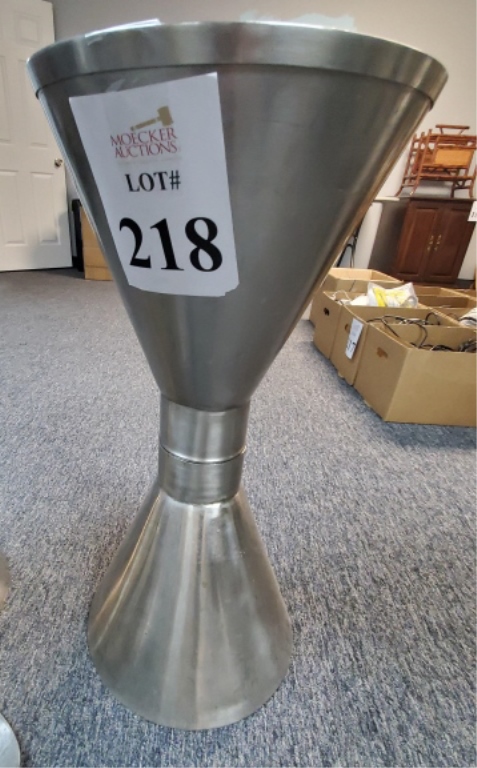 MOECKER
AUCTIONS
LOT#
218